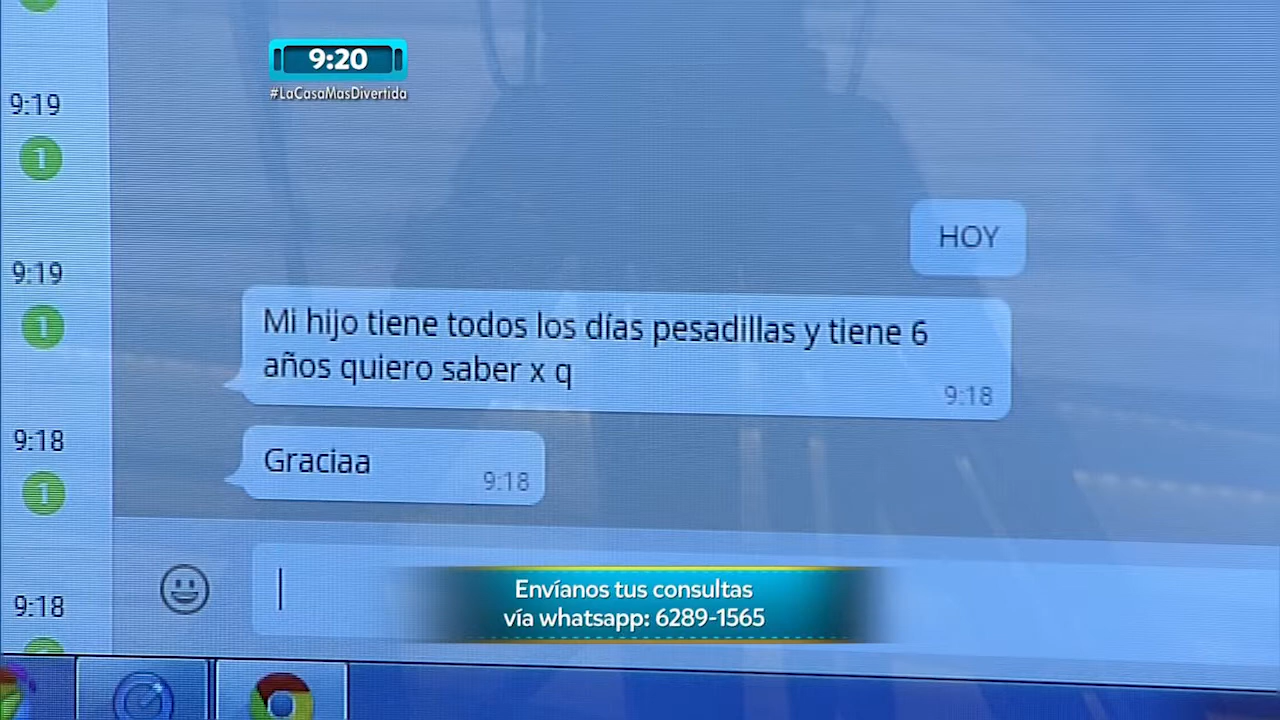 9:20
#LaCasaMasDivertida
9:19
1
9:19
1
9:18
1
9:18
HOY
Mi hijo tiene todos los días pesadillas y tiene 6
años quiero saber x q
9:18
Graciaa
9:18
Envíanos tus consultas
vía whatsapp: 6289-1565